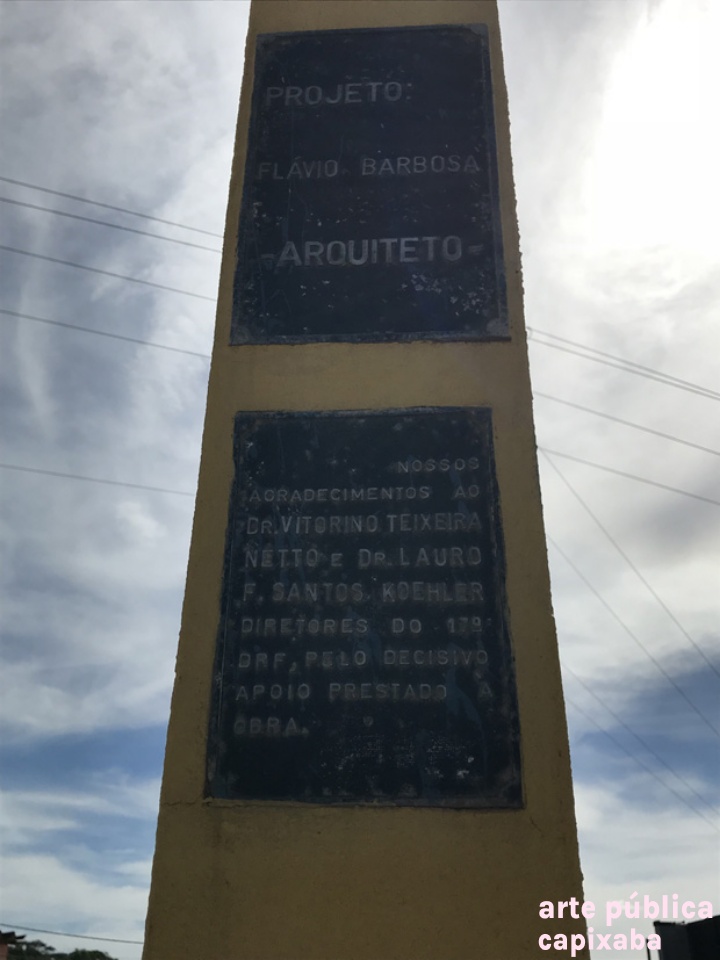 PROJETO:
FLÁVIO BARBOSA
-ARQUITETO-
NOSSOS
AGRADECIMENTOS AO
DR. VITORINO TEIXEIRA
NETTO E DR. LAURO
F. SANTOS KOEHLER
DIRETORES DO 17º
DRF, PELO DECISIVO
APOIO PRESTADO À
OBRA.
arte pública
capixaba